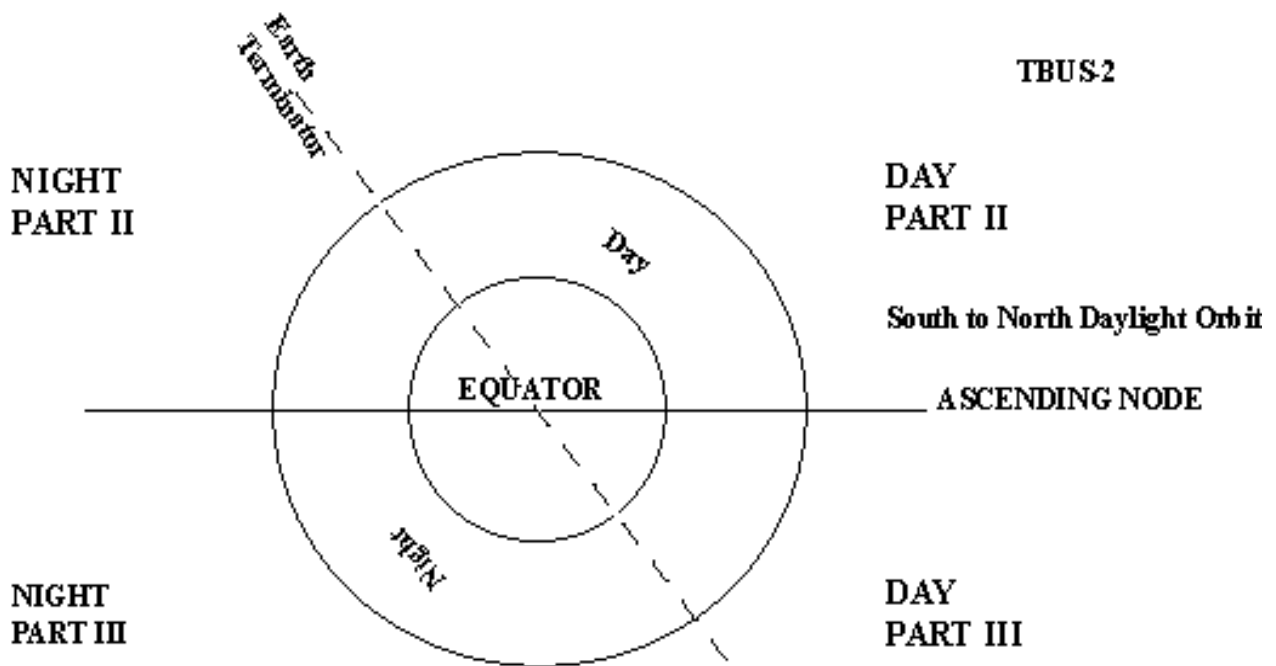 Earth
Terminator
TBUS-2
NIGHT
PART II
DAY
PART II
Day
South to North Daylight Orbit
EQUATOR
ASCENDING NODE
Night
NIGHT
PART III
DAY
PART III